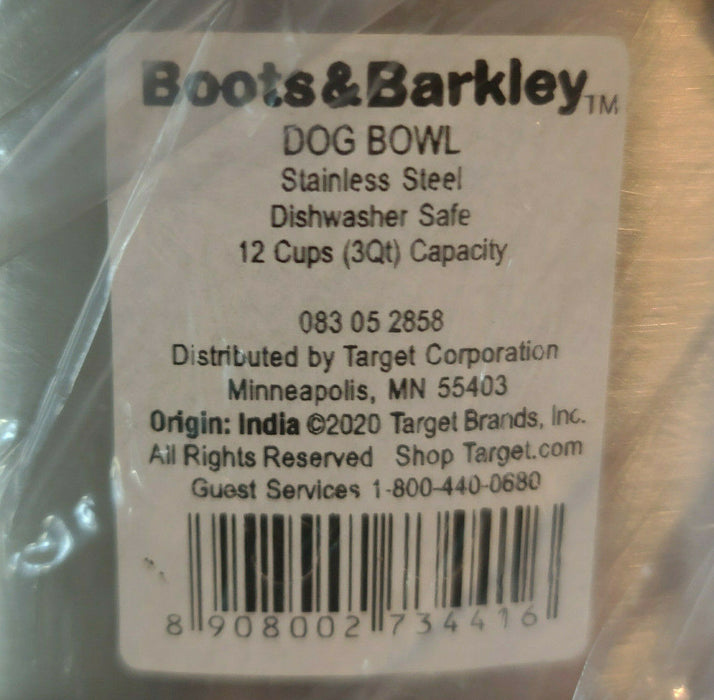 Boots&Barkley™
DOG BOWL
Stainless Steel
Dishwasher Safe
12 Cups (3Qt) Capacity
083 05 2858
Distributed by Target Corporation
Minneapolis, MN 55403
Origin: India ©2020 Target Brands, Inc.
All Rights Reserved Shop Target.com
Guest Services 1-800-440-0680
8 908002 734416